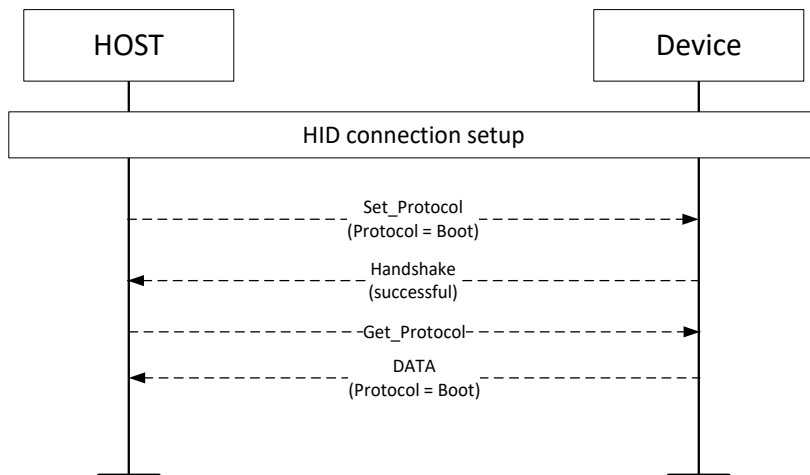 HOST
Device
HID connection setup
Set_Protocol
(Protocol = Boot)
Handshake
(successful)
Get_Protocol
DATA
(Protocol = Boot)